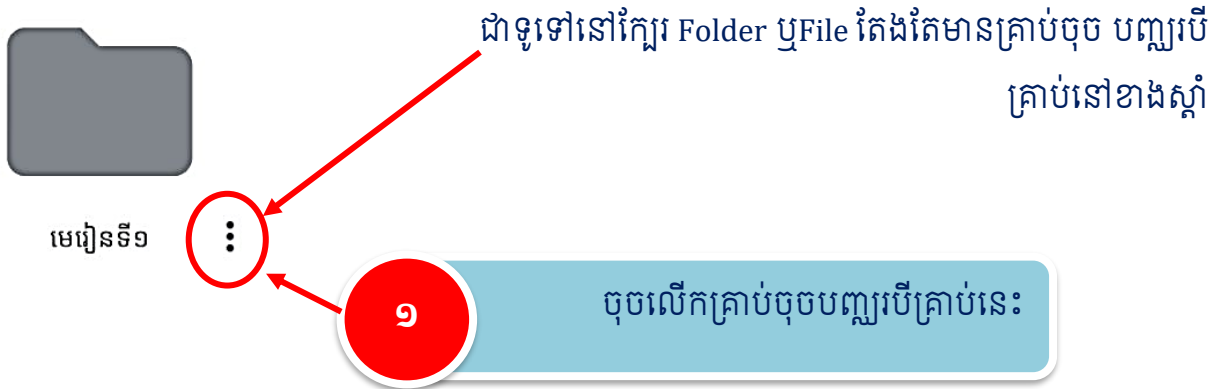 ជាទូទៅនៅក្បែរ Folder ឬFile តែងតែមានគ្រាប់ចុច បញ្ឈរបី
គ្រាប់នៅខាងស្តាំ
មេរៀនទី១
១
ចុចលើកគ្រាប់ចុចបញ្ឈរបីគ្រាប់នេះ